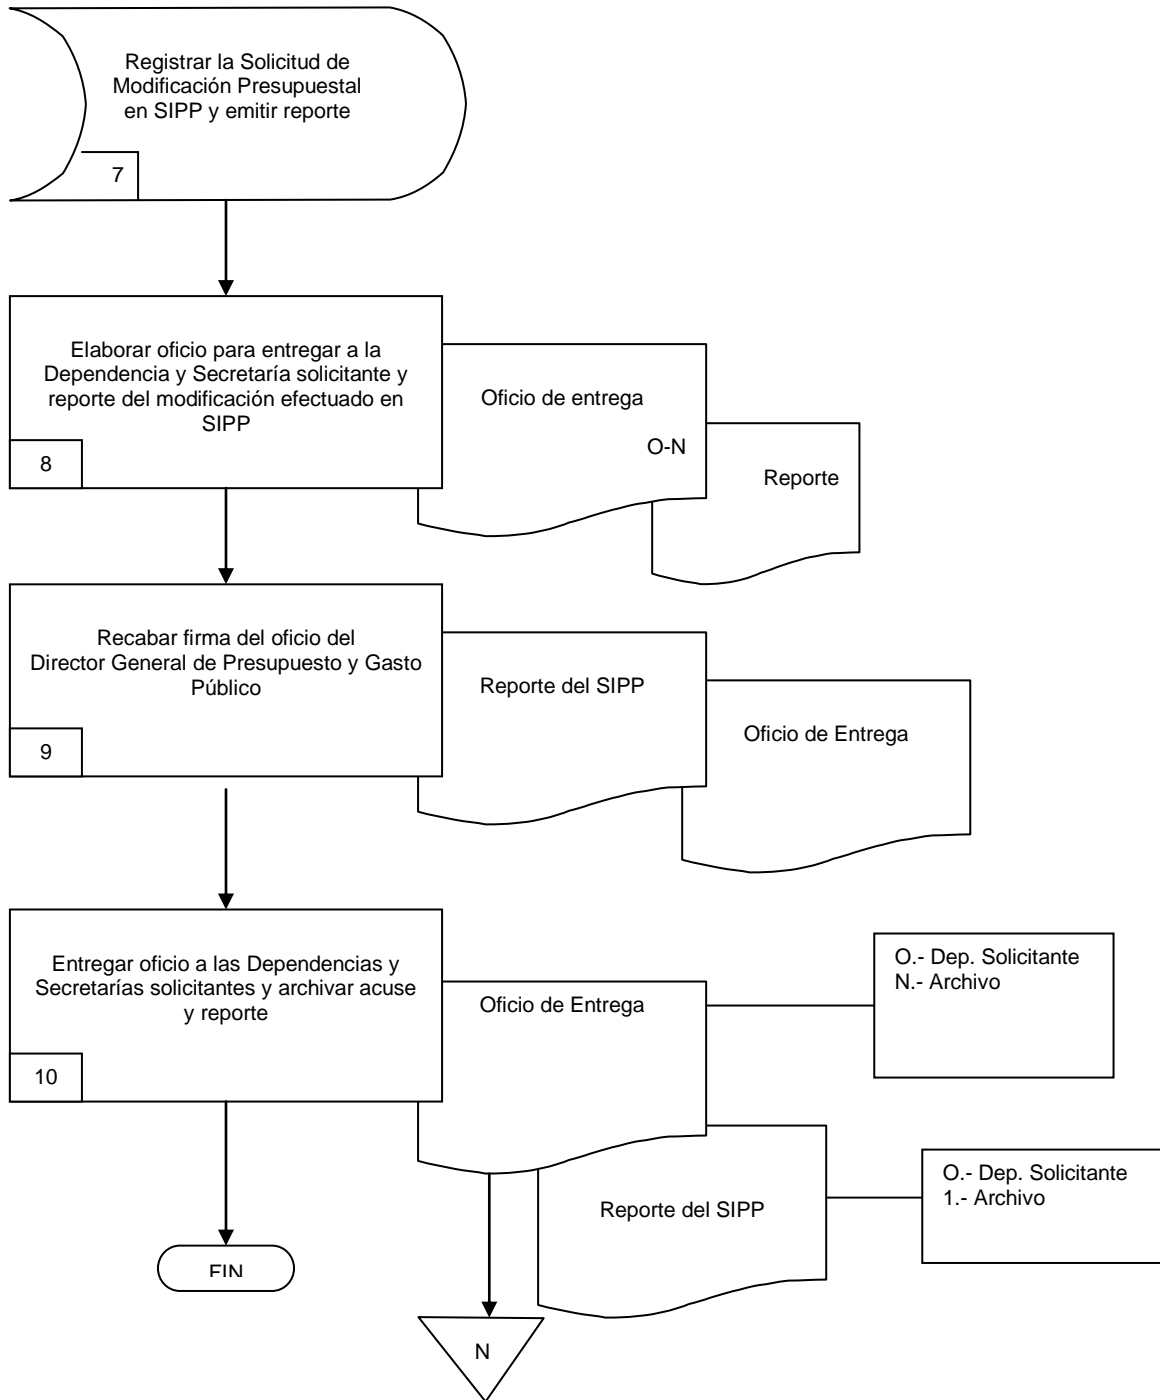 Registrar la Solicitud de
Modificación Presupuestal
en SIPP y emitir reporte
7
Elaborar oficio para entregar a la
Dependencia y Secretaría solicitante y
reporte del modificación efectuado en
SIPP
8
Oficio de entrega
O-N
Reporte
Recabar firma del oficio del
Director General de Presupuesto y Gasto
Público
9
Reporte del SIPP
Oficio de Entrega
Entregar oficio a las Dependencias y
Secretarías solicitantes y archivar acuse
y reporte
10
Oficio de Entrega
O.- Dep. Solicitante
N.- Archivo
Reporte del SIPP
O.- Dep. Solicitante
1.- Archivo
FIN
N